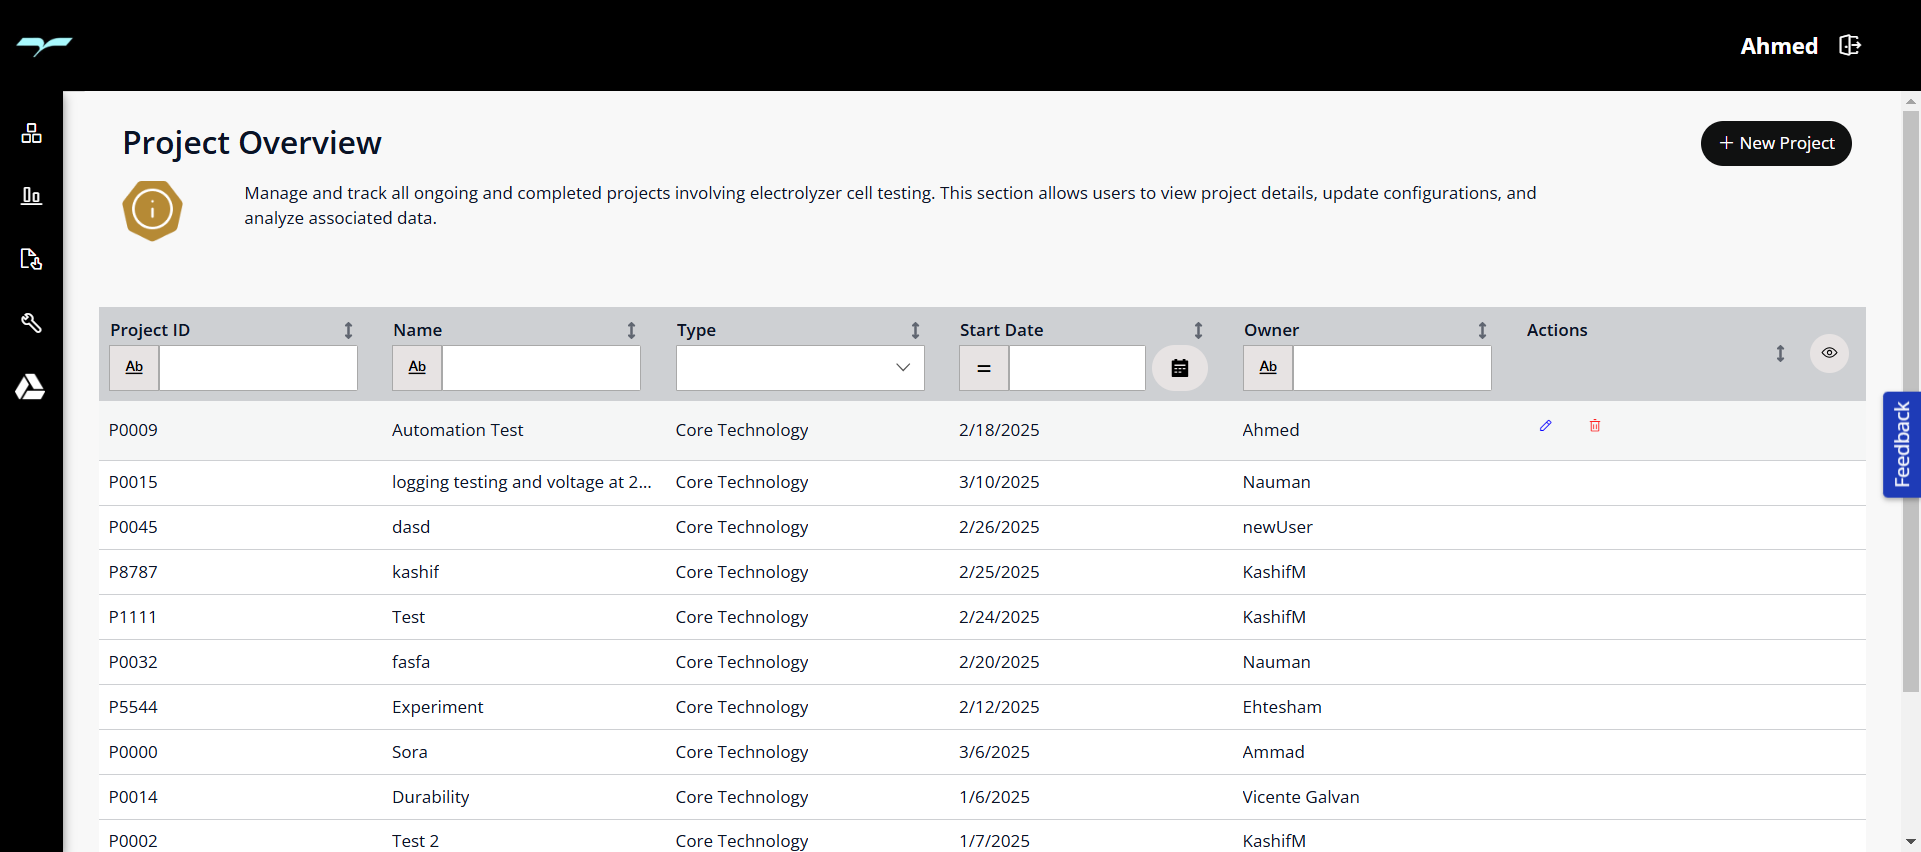 Ahmed
Project Overview
+ New Project
Manage and track all ongoing and completed projects involving electrolyzer cell testing. This section allows users to view project details, update configurations, and
analyze associated data.
Project ID Name Type Start Date Owner Actions
Ab Ab = Ab
P0009 Automation Test Core Technology 2/18/2025 Ahmed
P0015 logging testing and voltage at 2... Core Technology 3/10/2025 Nauman
P0045 dasd Core Technology 2/26/2025 newUser
P8787 kashif Core Technology 2/25/2025 KashifM
P1111 Test Core Technology 2/24/2025 KashifM
P0032 fasfa Core Technology 2/20/2025 Nauman
P5544 Experiment Core Technology 2/12/2025 Ehtesham
P0000 Sora Core Technology 3/6/2025 Ammad
P0014 Durability Core Technology 1/6/2025 Vicente Galvan
P0002 Test 2 Core Technology 1/7/2025 KashifM
Feedback